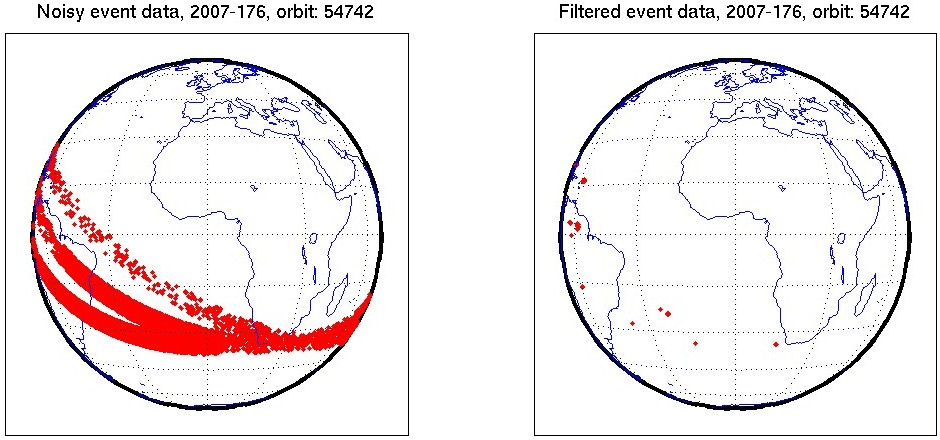 Noisy event data, 2007-176, orbit: 54742
Filtered event data, 2007-176, orbit: 54742